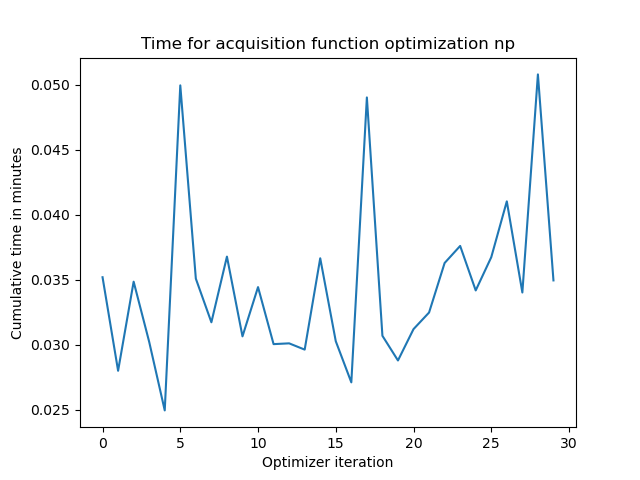 Time for acquisition function optimization np
Cumulative time in minutes
0.050
0.045
0.040
0.035
0.030
0.025
0 5 10 15 20 25 30
Optimizer iteration